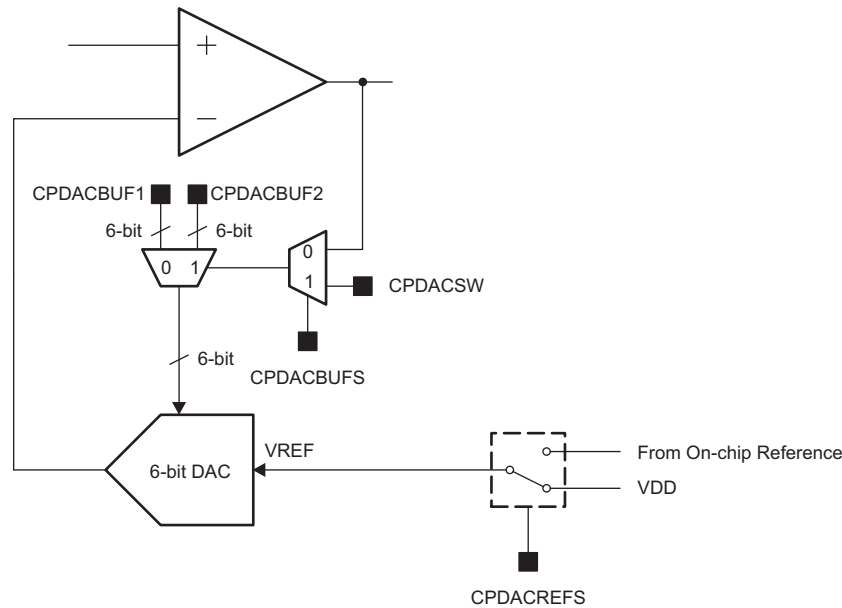 +
−
CPDACBUF1
CPDACBUF2
6-bit
6-bit
0 1
0
1
CPDACSW
6-bit
CPDACBUFS
VREF
6-bit DAC
From On-chip Reference
VDD
CPDACREFS